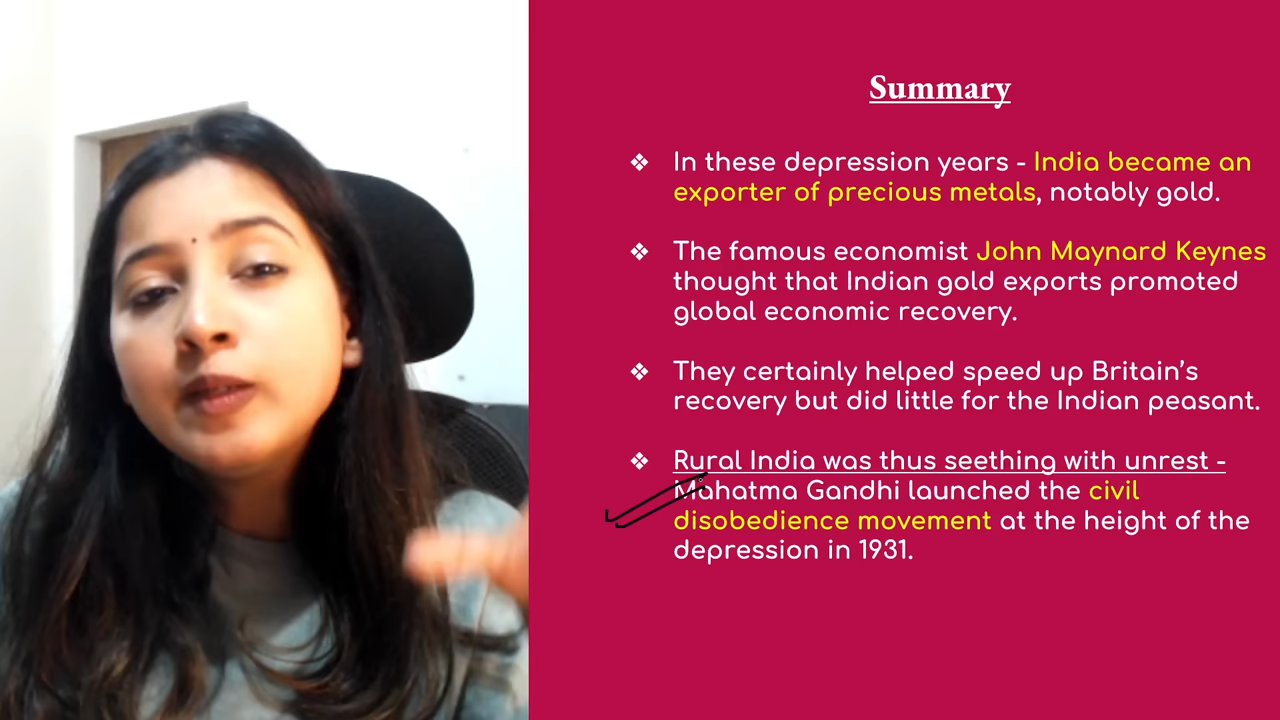 Summary
❖ In these depression years - India became an
exporter of precious metals, notably gold.
❖ The famous economist John Maynard Keynes
thought that Indian gold exports promoted
global economic recovery.
❖ They certainly helped speed up Britain’s
recovery but did little for the Indian peasant.
❖ Rural India was thus seething with unrest -
Mahatma Gandhi launched the civil
disobedience movement at the height of the
depression in 1931.